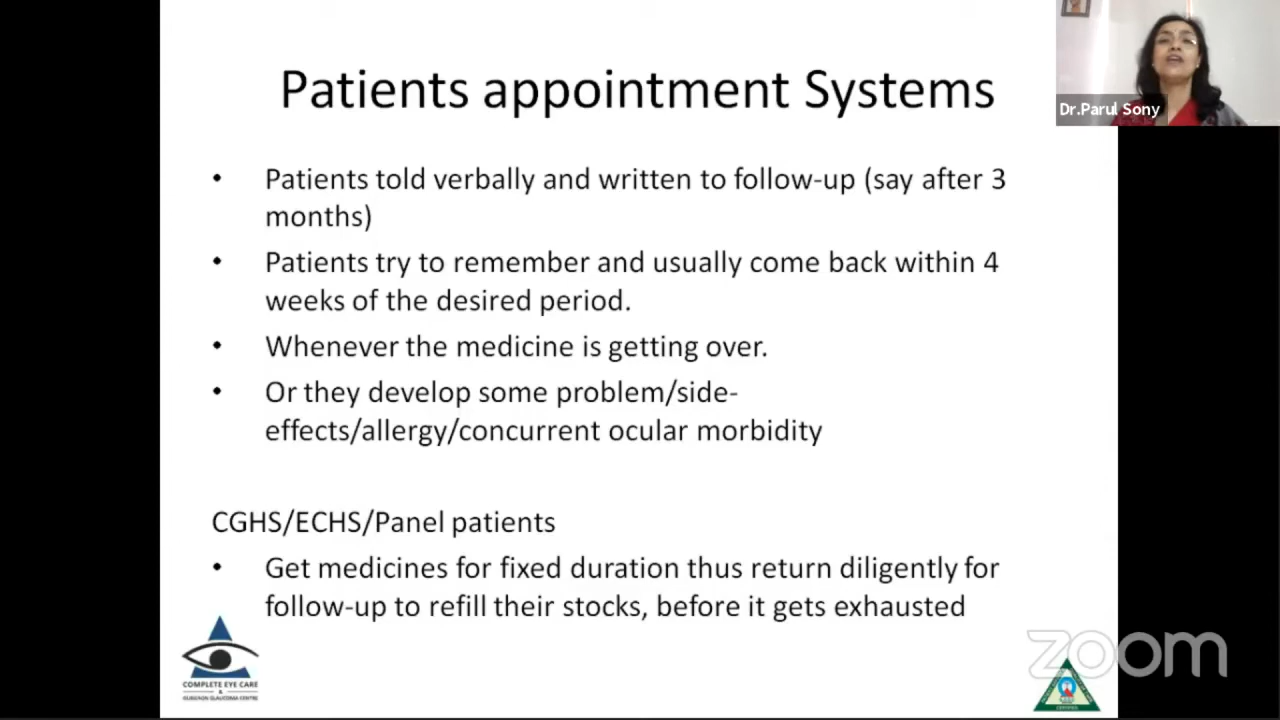 Patients appointment Systems
Dr.Parul Sony
• Patients told verbally and written to follow-up (say after 3
months)
• Patients try to remember and usually come back within 4
weeks of the desired period.
• Whenever the medicine is getting over.
• Or they develop some problem/side-
effects/allergy/concurrent ocular morbidity
CGHS/ECHS/Panel patients
• Get medicines for fixed duration thus return diligently for
follow-up to refill their stocks, before it gets exhausted
COMPLETE EYE CARE
&
GURGAON GLAUCOMA CENTRE
zoom